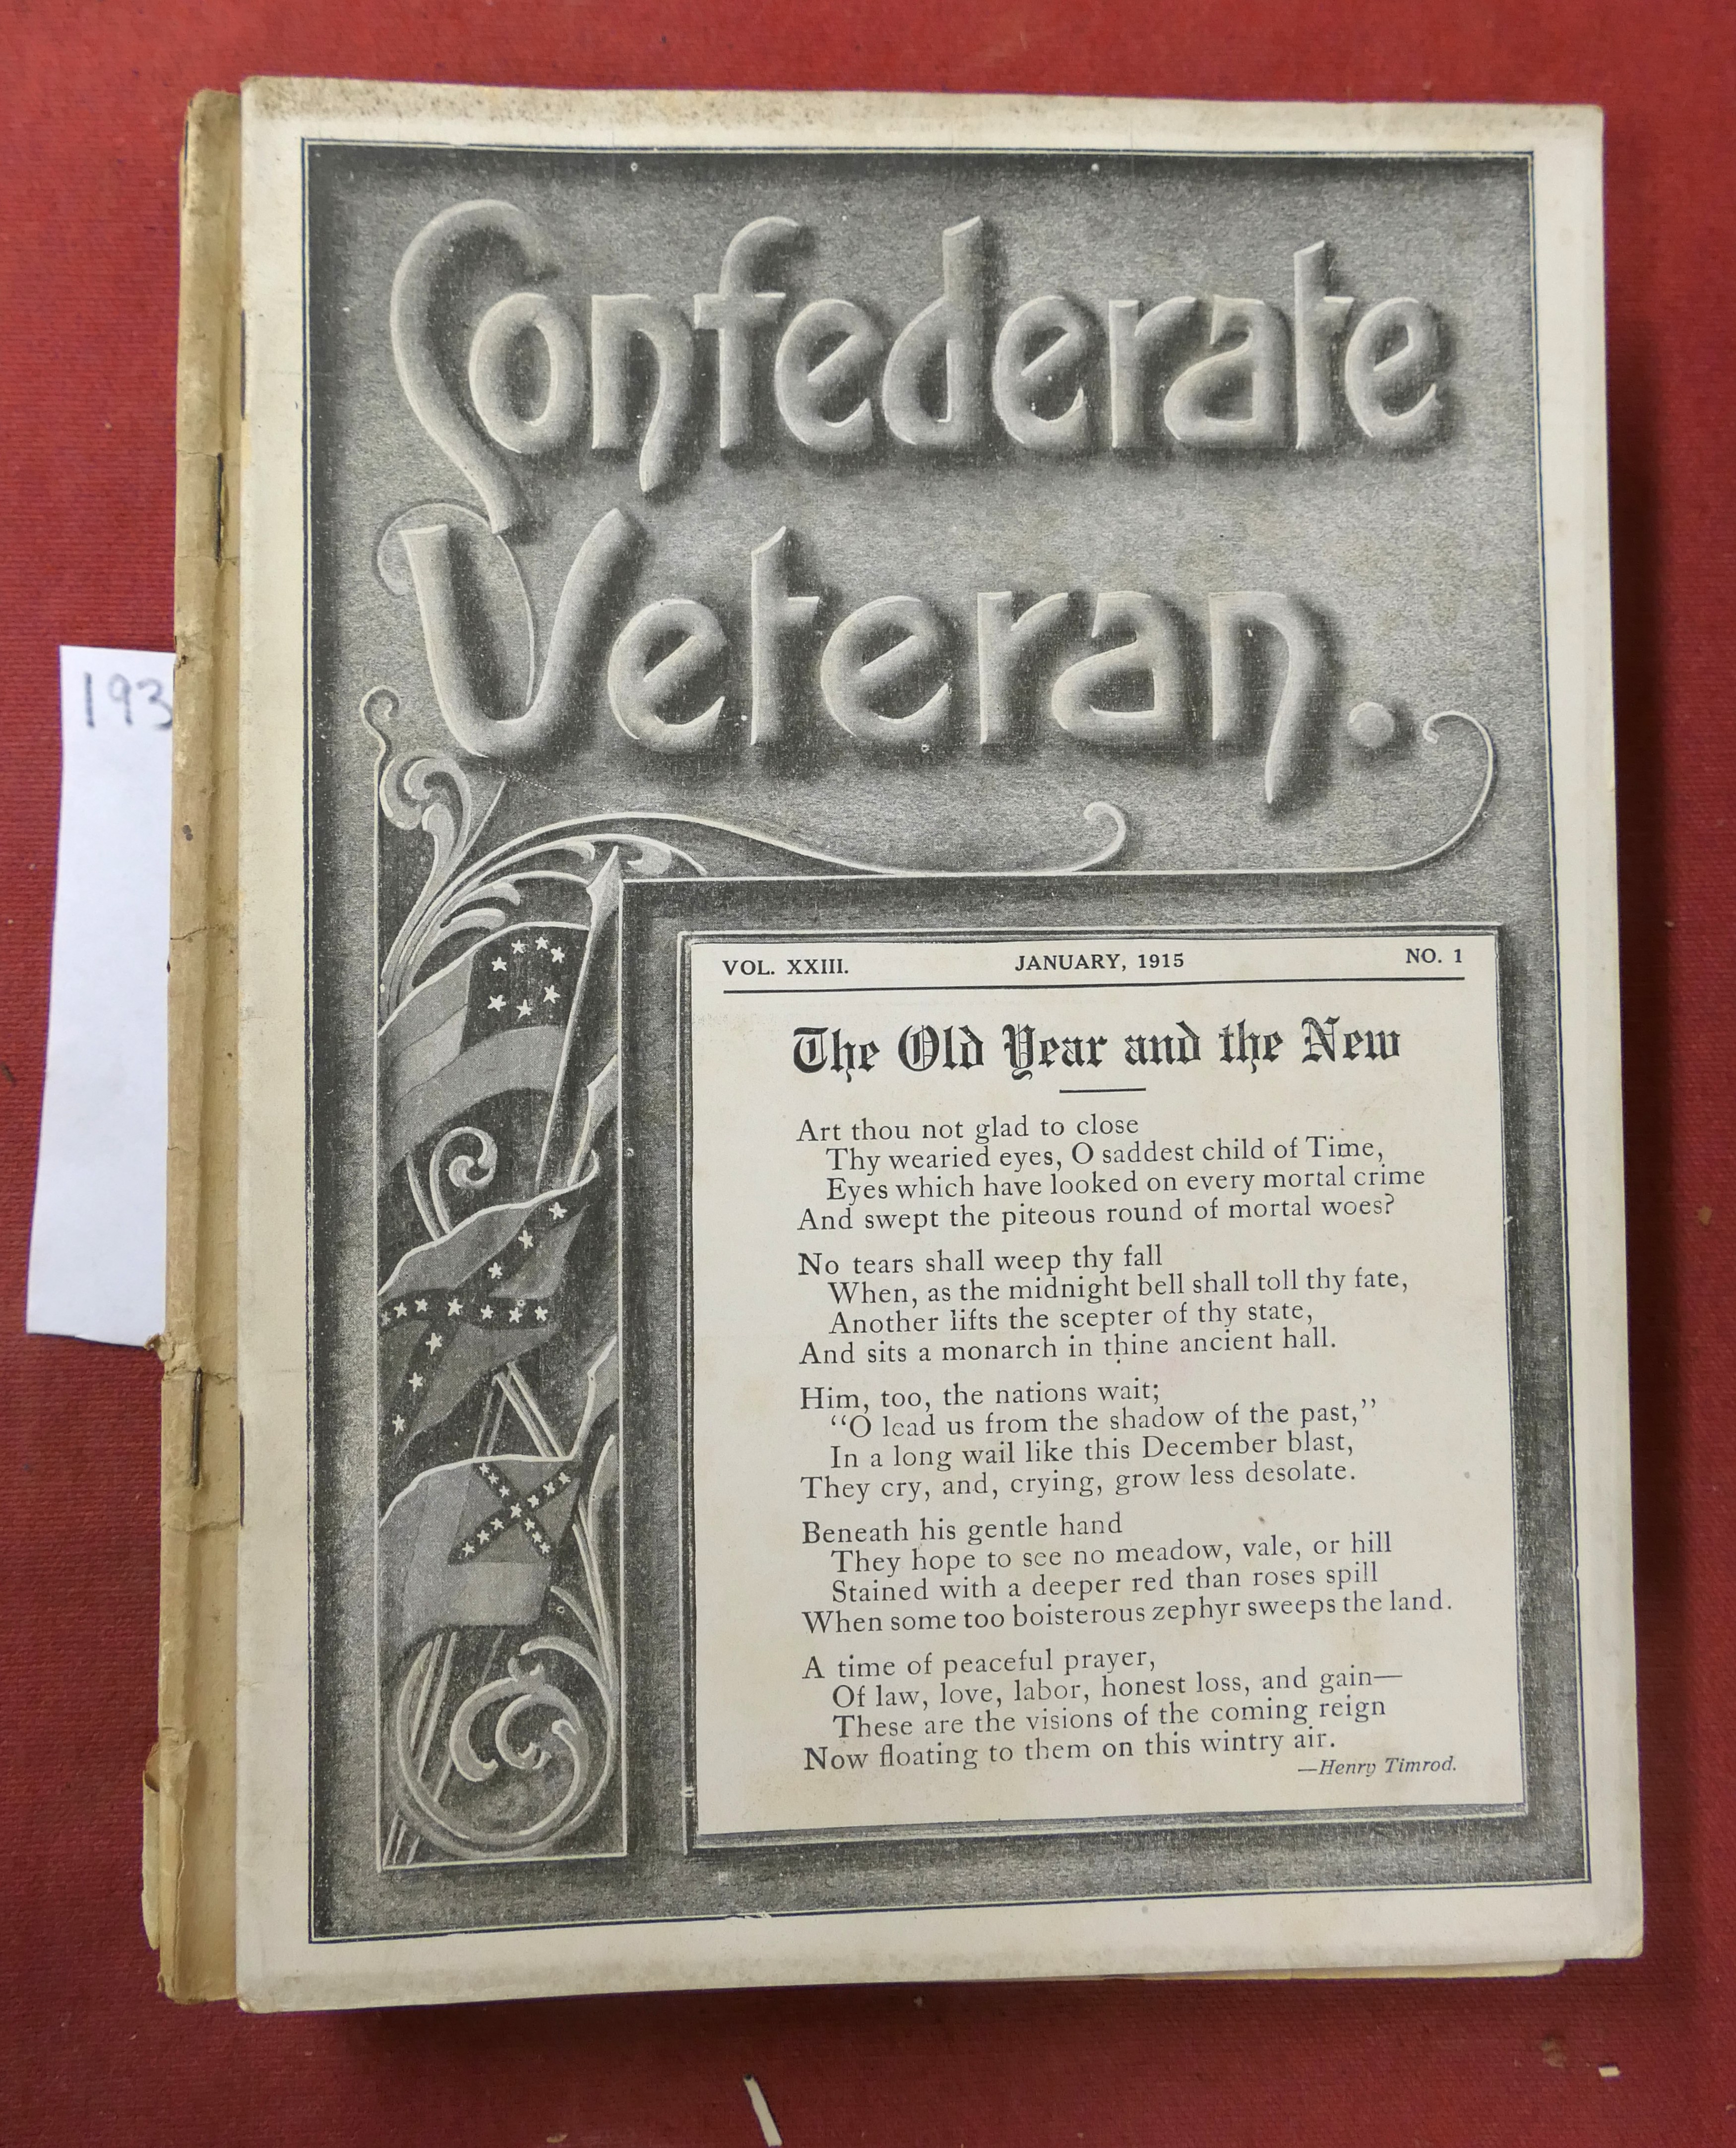 Confederate
Veteran.
193
VOL. XXIII. JANUARY, 1915 NO. 1
The Old Year and the New
Art thou not glad to close
Thy wearied eyes, O saddest child of Time,
Eyes which have looked on every mortal crime
And swept the piteous round of mortal woes?
No tears shall weep thy fall
When, as the midnight bell shall toll thy fate,
Another lifts the scepter of thy state,
And sits a monarch in thine ancient hall.
Him, too, the nations wait;
“O lead us from the shadow of the past,”
In a long wail like this December blast,
They cry, and, crying, grow less desolate.
Beneath his gentle hand
They hope to see no meadow, vale, or hill
Stained with a deeper red than roses spill
When some too boisterous zephyr sweeps the land.
A time of peaceful prayer,
Of law, love, labor, honest loss, and gain—
These are the visions of the coming reign
Now floating to them on this wintry air.
—Henry Timrod.